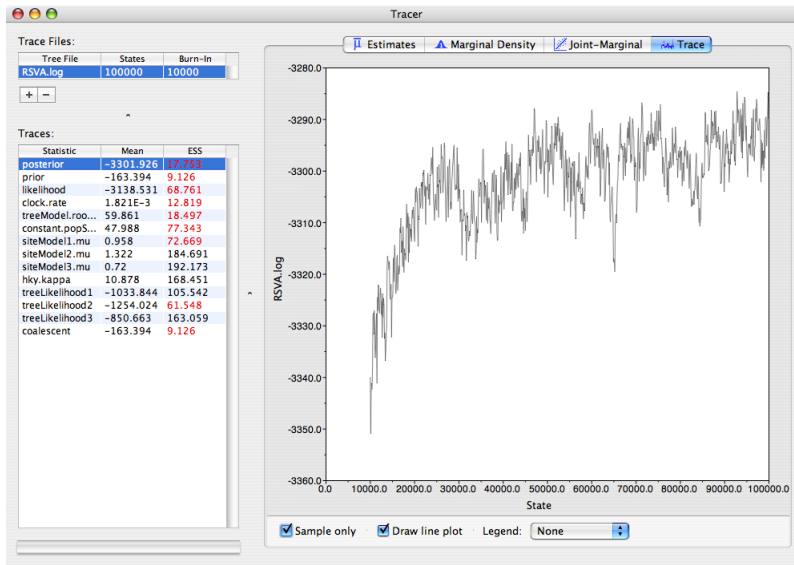 Tracer
Trace Files:
Tree File States Burn-In
RSVA.log 100000 10000
+ −
Traces:
Statistic Mean ESS
posterior -3301.926 17.753
prior -163.394 9.126
likelihood -3138.531 68.761
clock.rate 1.821E-3 12.819
treeModel.roo... 59.861 18.497
constant.popS... 47.988 77.343
siteModel1.mu 0.958 72.669
siteModel2.mu 1.322 184.691
siteModel3.mu 0.72 192.173
hky.kappa 10.878 168.451
treeLikelihood1 -1033.844 105.542
treeLikelihood2 -1254.024 61.548
treeLikelihood3 -850.663 163.059
coalescent -163.394 9.126
Estimates Marginal Density Joint-Marginal Trace
-3280.0
-3290.0
-3300.0
-3310.0
-3320.0
-3330.0
-3340.0
-3350.0
-3360.0
RSVA.log
0.0 10000.0 20000.0 30000.0 40000.0 50000.0 60000.0 70000.0 80000.0 90000.0 100000.0
State
Sample only Draw line plot Legend: None